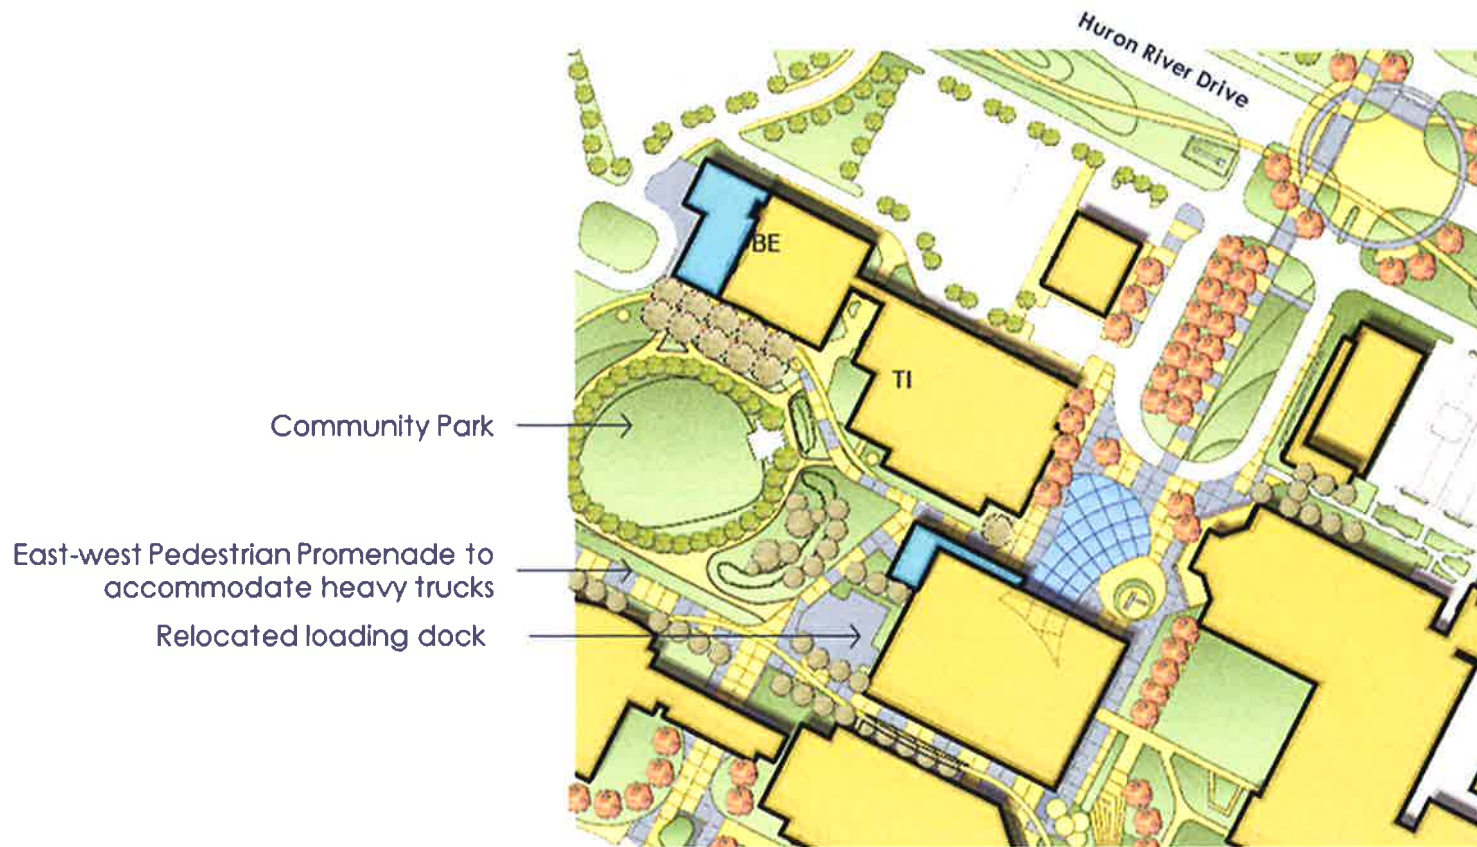 Huron River Drive
BE
TI
Community Park
East-west Pedestrian Promenade to
accommodate heavy trucks
Relocated loading dock